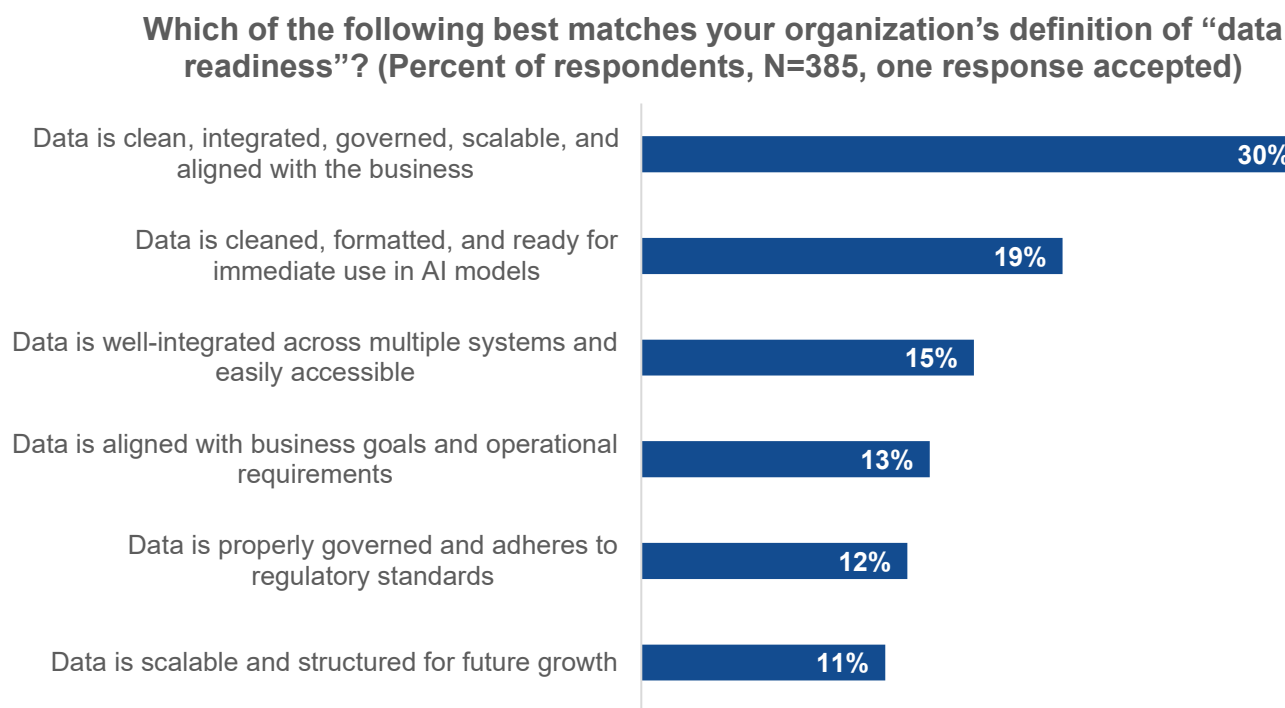 Which of the following best matches your organization’s definition of “data
readiness”? (Percent of respondents, N=385, one response accepted)
Data is clean, integrated, governed, scalable, and
aligned with the business
30%
Data is cleaned, formatted, and ready for
immediate use in AI models
19%
Data is well-integrated across multiple systems and
easily accessible
15%
Data is aligned with business goals and operational
requirements
13%
Data is properly governed and adheres to
regulatory standards
12%
Data is scalable and structured for future growth
11%